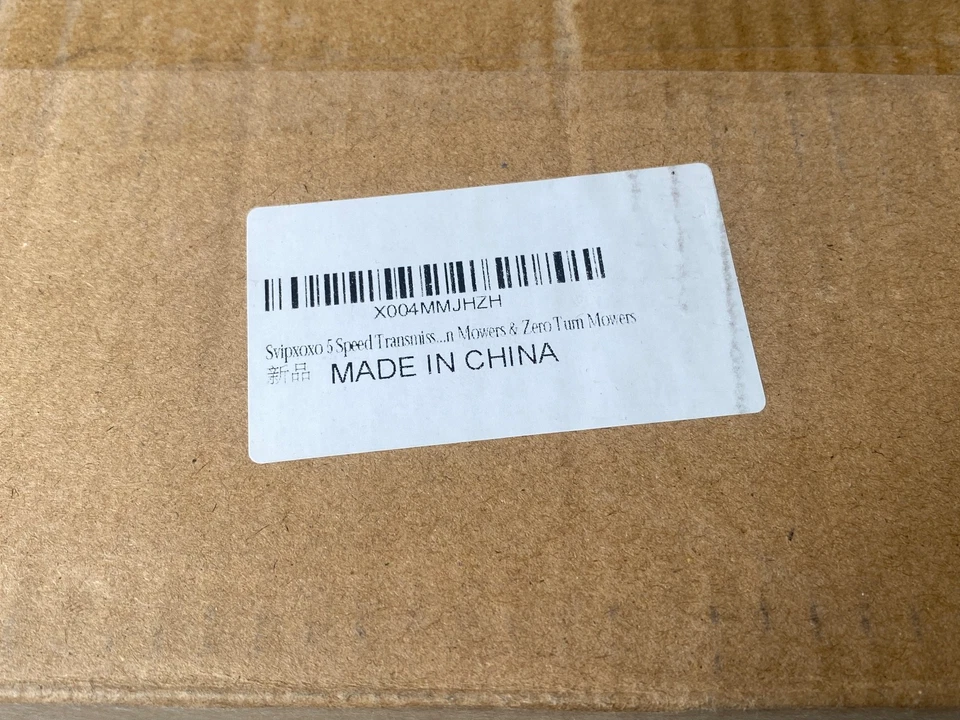 X004MMJHZH
Svipxoxo 5 Speed Transmiss...n Mowers & Zero Turn Mowers
新品 MADE IN CHINA